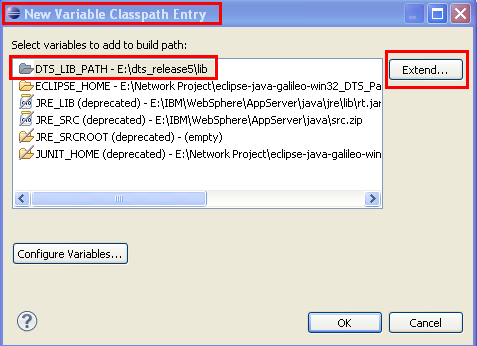 New Variable Classpath Entry
Select variables to add to build path:
DTS_LIB_PATH - E:\dts_release5\lib
Extend...
ECLIPSE_HOME - E:\Network Project\eclipse-java-galileo-win32_DTS_Pa
JRE_LIB (deprecated) - E:\IBM\WebSphere\AppServer\java\jre\lib\rt.jar
JRE_SRC (deprecated) - E:\IBM\WebSphere\AppServer\java\src.zip
JRE_SRCROOT (deprecated) - (empty)
JUNIT_HOME (deprecated) - E:\Network Project\eclipse-java-galileo-win
Configure Variables...
?
OK
Cancel